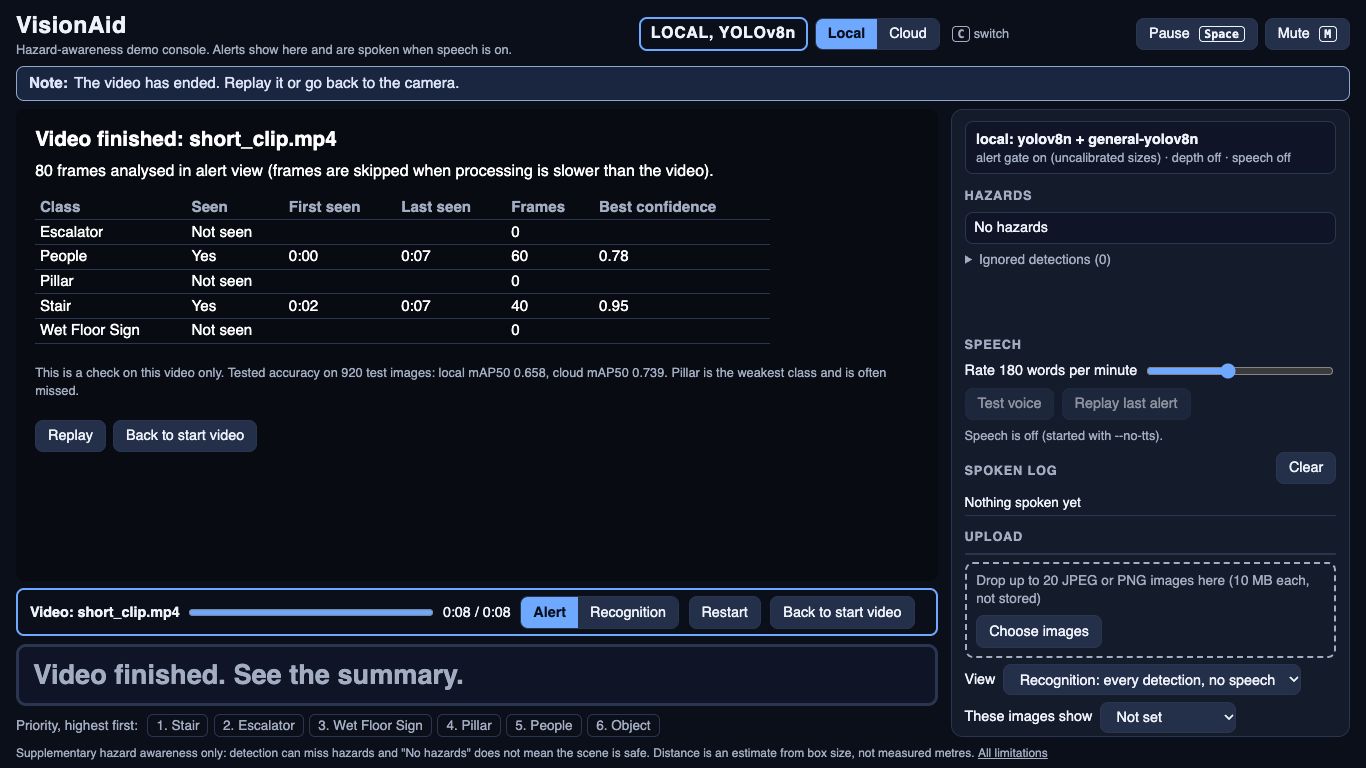 VisionAid
Hazard-awareness demo console. Alerts show here and are spoken when speech is on.
LOCAL, YOLOv8n
Local Cloud C switch
Pause Space Mute M
Note: The video has ended. Replay it or go back to the camera.
Video finished: short_clip.mp4
80 frames analysed in alert view (frames are skipped when processing is slower than the video).
Class Seen First seen Last seen Frames Best confidence
Escalator Not seen 0
People Yes 0:00 0:07 60 0.78
Pillar Not seen 0
Stair Yes 0:02 0:07 40 0.95
Wet Floor Sign Not seen 0
This is a check on this video only. Tested accuracy on 920 test images: local mAP50 0.658, cloud mAP50 0.739. Pillar is the weakest class and is often
missed.
Replay Back to start video
Video: short_clip.mp4 0:08 / 0:08 Alert Recognition Restart Back to start video
Video finished. See the summary.
Priority, highest first: 1. Stair 2. Escalator 3. Wet Floor Sign 4. Pillar 5. People 6. Object
local: yolov8n + general-yolov8n
alert gate on (uncalibrated sizes) · depth off · speech off
HAZARDS
No hazards
Ignored detections (0)
SPEECH
Rate 180 words per minute
Test voice Replay last alert
Speech is off (started with --no-tts).
SPOKEN LOG Clear
Nothing spoken yet
UPLOAD
Drop up to 20 JPEG or PNG images here (10 MB each,
not stored)
Choose images
View Recognition: every detection, no speech
These images show Not set
Supplementary hazard awareness only: detection can miss hazards and "No hazards" does not mean the scene is safe. Distance is an estimate from box size, not measured metres. All limitations